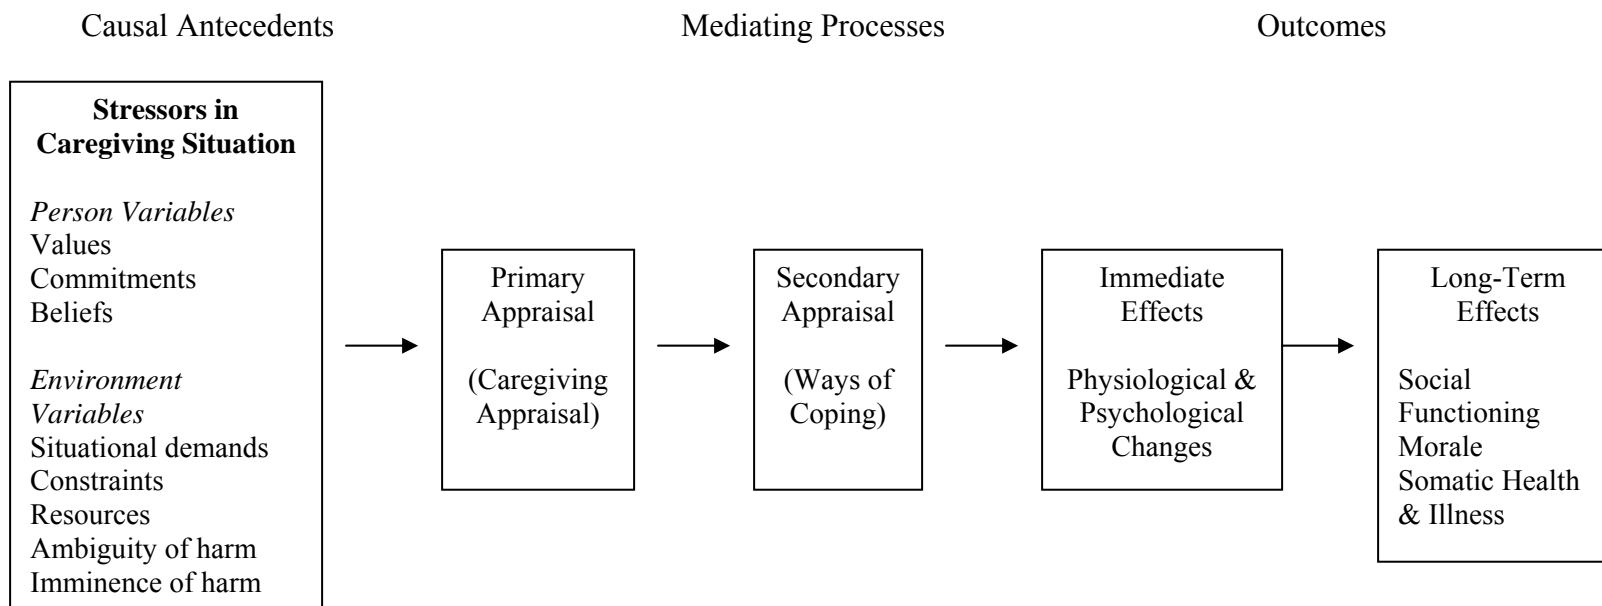 Causal Antecedents
Mediating Processes
Outcomes
Stressors in
Caregiving Situation
Person Variables
Values
Commitments
Beliefs
Environment
Variables
Situational demands
Constraints
Resources
Ambiguity of harm
Imminence of harm
Primary
Appraisal
(Caregiving
Appraisal)
Secondary
Appraisal
(Ways of
Coping)
Immediate
Effects
Physiological &
Psychological
Changes
Long-Term
Effects
Social
Functioning
Morale
Somatic Health
& Illness